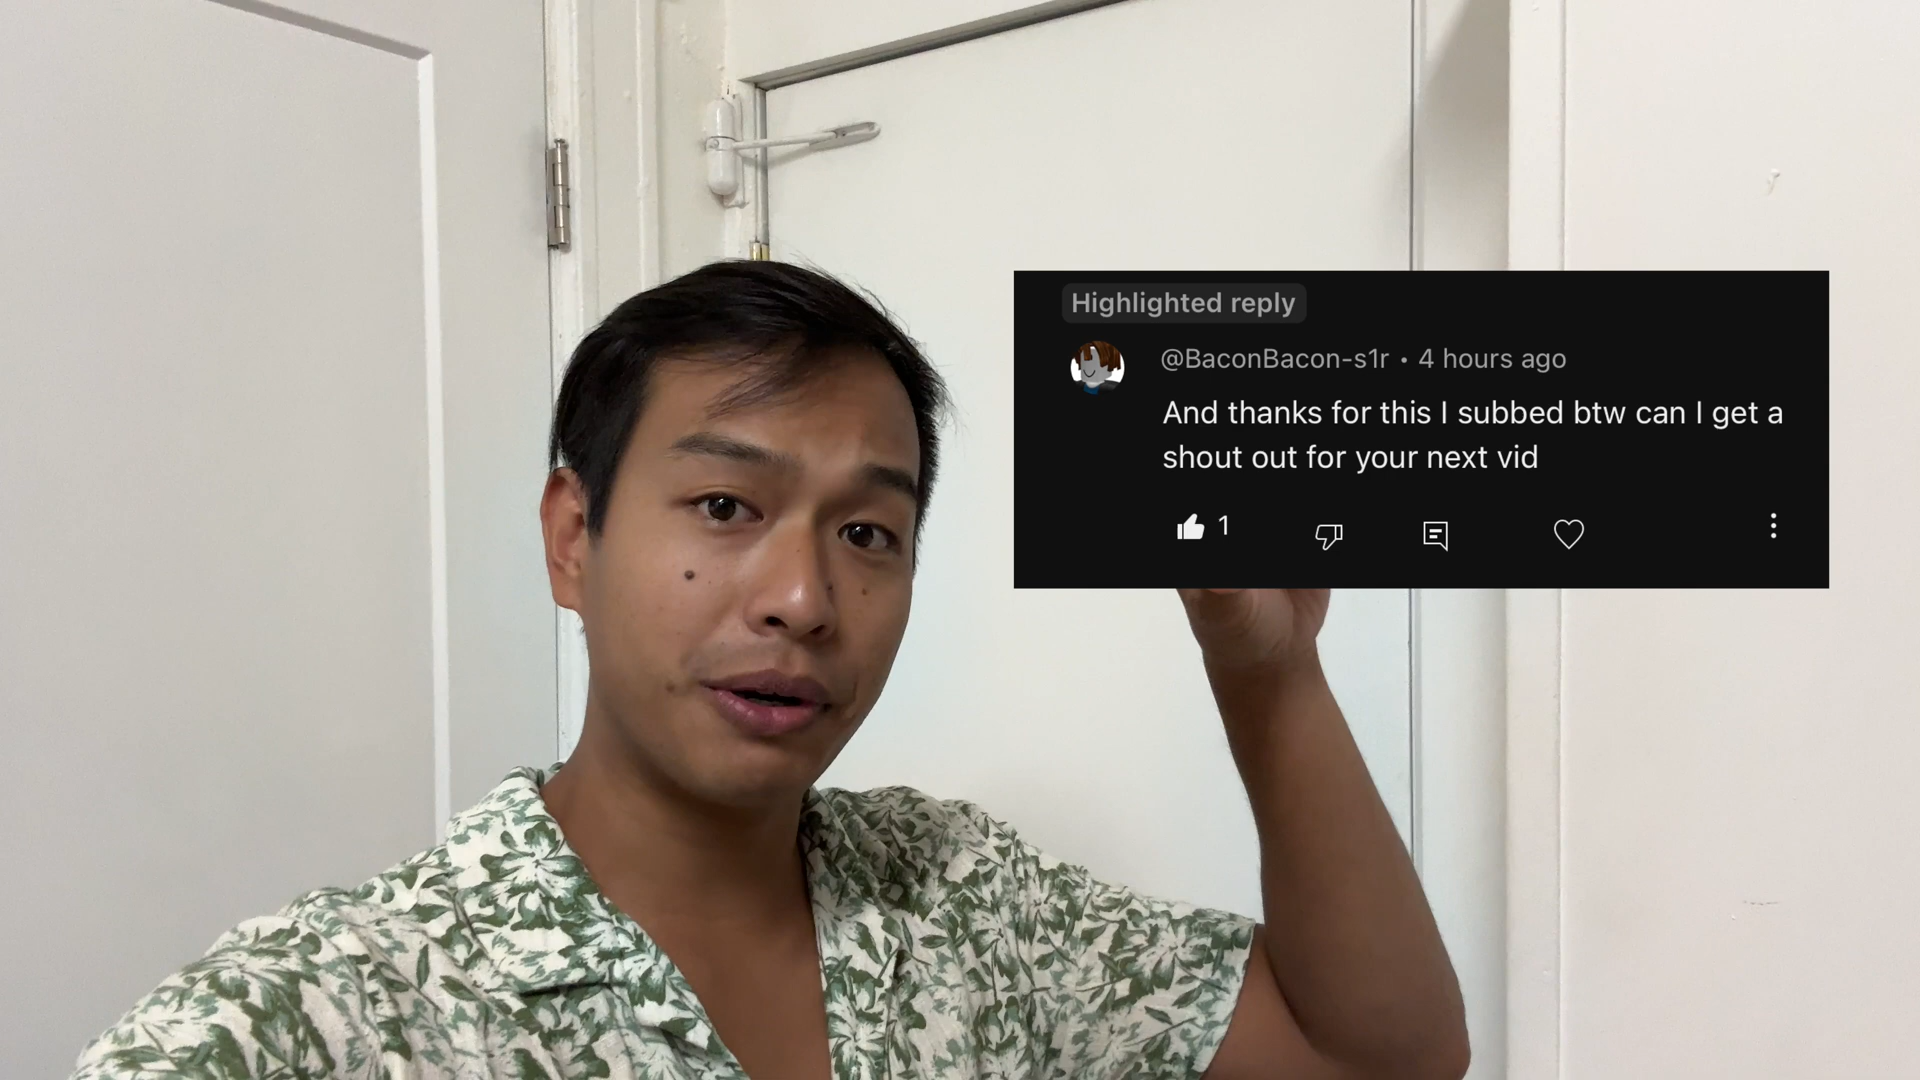 Highlighted reply
@BaconBacon-s1r • 4 hours ago
And thanks for this I subbed btw can I get a
shout out for your next vid
1